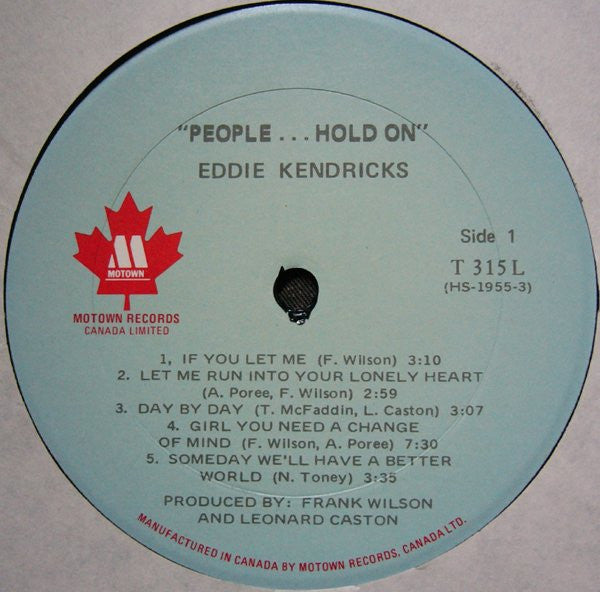 "PEOPLE . . . HOLD ON"
EDDIE KENDRICKS
M
MOTOWN
MOTOWN RECORDS
CANADA LIMITED
Side 1
T 315 L
(HS-1955-3)
1, IF YOU LET ME (F. Wilson) 3:10
2. LET ME RUN INTO YOUR LONELY HEART
(A. Poree, F. Wilson) 2:59
3. DAY BY DAY (T. McFaddin, L. Caston) 3:07
4. GIRL YOU NEED A CHANGE
OF MIND (F. Wilson, A. Poree) 7:30
5. SOMEDAY WE'LL HAVE A BETTER
WORLD (N. Toney) 3:35
PRODUCED BY: FRANK WILSON
AND LEONARD CASTON
MANUFACTURED IN CANADA BY MOTOWN RECORDS, CANADA LTD.